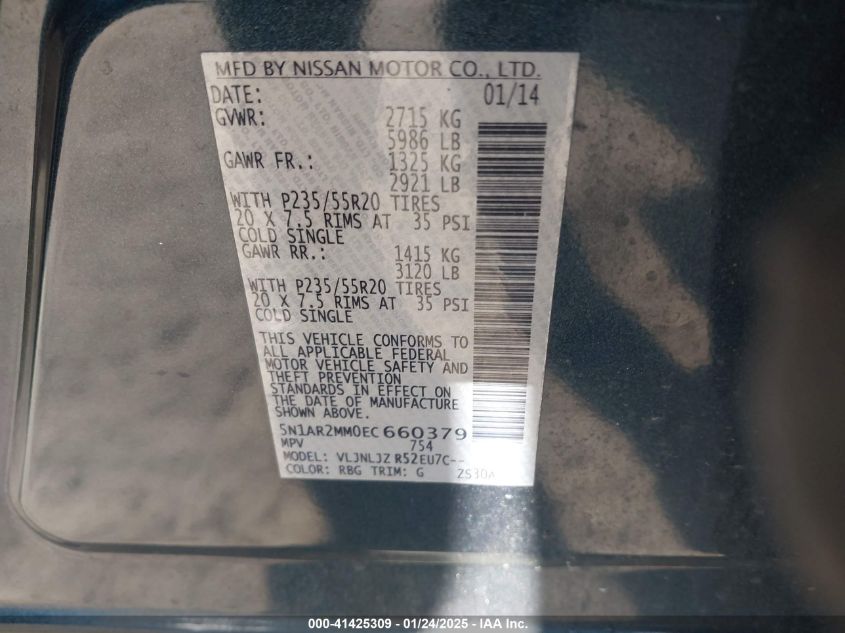 MFD BY NISSAN MOTOR CO., LTD.
DATE: 01/14
GVWR: 2715 KG
5986 LB
GAWR FR.: 1325 KG
2921 LB
WITH P235/55R20 TIRES
20 X 7.5 RIMS AT 35 PSI
COLD SINGLE
GAWR RR.: 1415 KG
3120 LB
WITH P235/55R20 TIRES
20 X 7.5 RIMS AT 35 PSI
COLD SINGLE
THIS VEHICLE CONFORMS TO
ALL APPLICABLE FEDERAL
MOTOR VEHICLE SAFETY AND
THEFT PREVENTION
STANDARDS IN EFFECT ON
THE DATE OF MANUFACTURE
SHOWN ABOVE.
5N1AR2MM0EC660379
MPV 754
MODEL: VLJNLJZ R52EU7C--
COLOR: RBG TRIM: G ZS30A
000-41425309 - 01/24/2025 - IAA Inc.